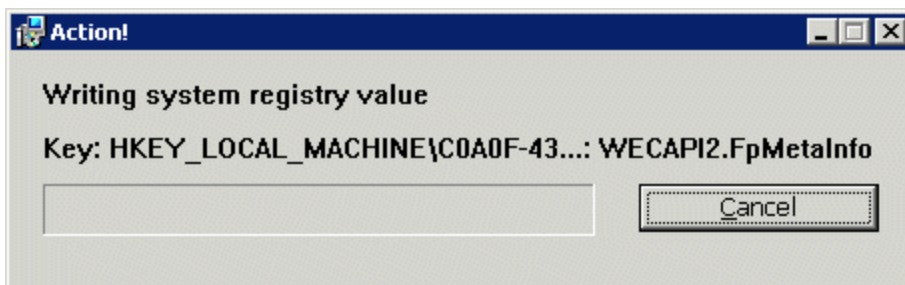 Action!
Writing system registry value
Key: HKEY_LOCAL_MACHINE\C0A0F-43...: WECAPI2.FpMetaInfo
Cancel